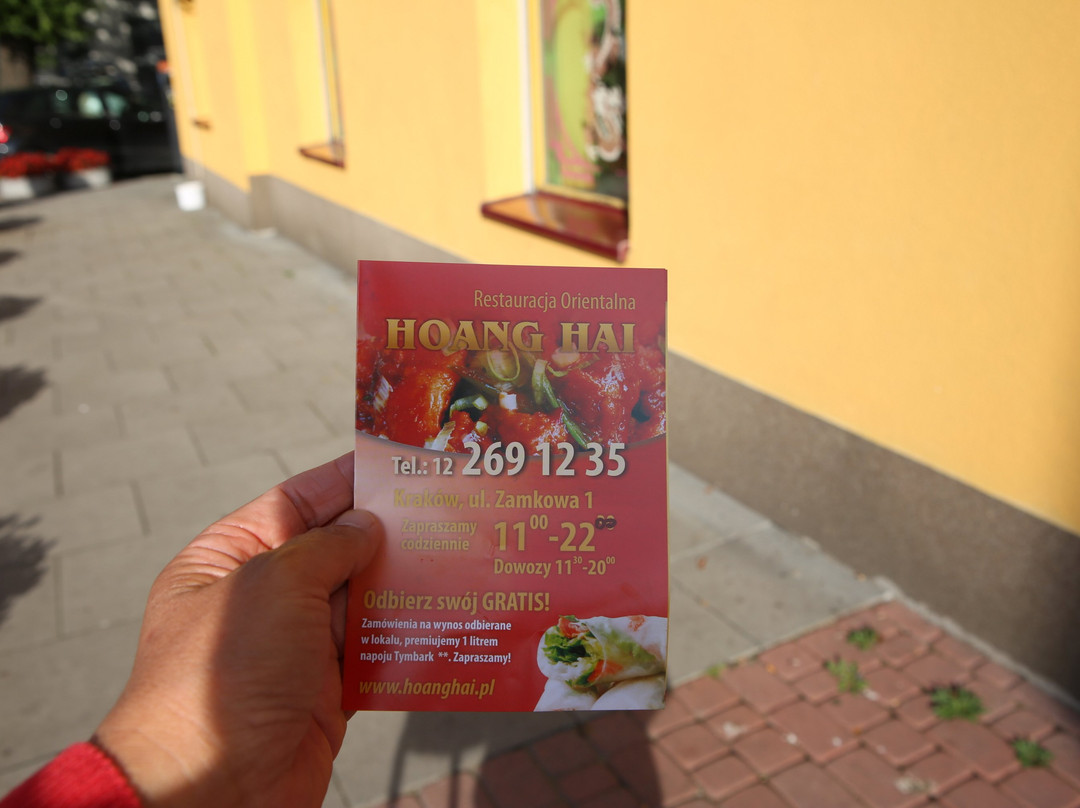 Restauracja Orientalna
HOANG HAI
Tel.: 12 269 12 35
Kraków, ul. Zamkowa 1
Zapraszamy
codziennie
11⁰⁰-22⁰⁰
Dowozy 11³⁰-20⁰⁰
Odbierz swój GRATIS!
Zamówienia na wynos odbierane
w lokalu, premiujemy 1 litrem
napoju Tymbark **. Zapraszamy!
www.hoanghai.pl